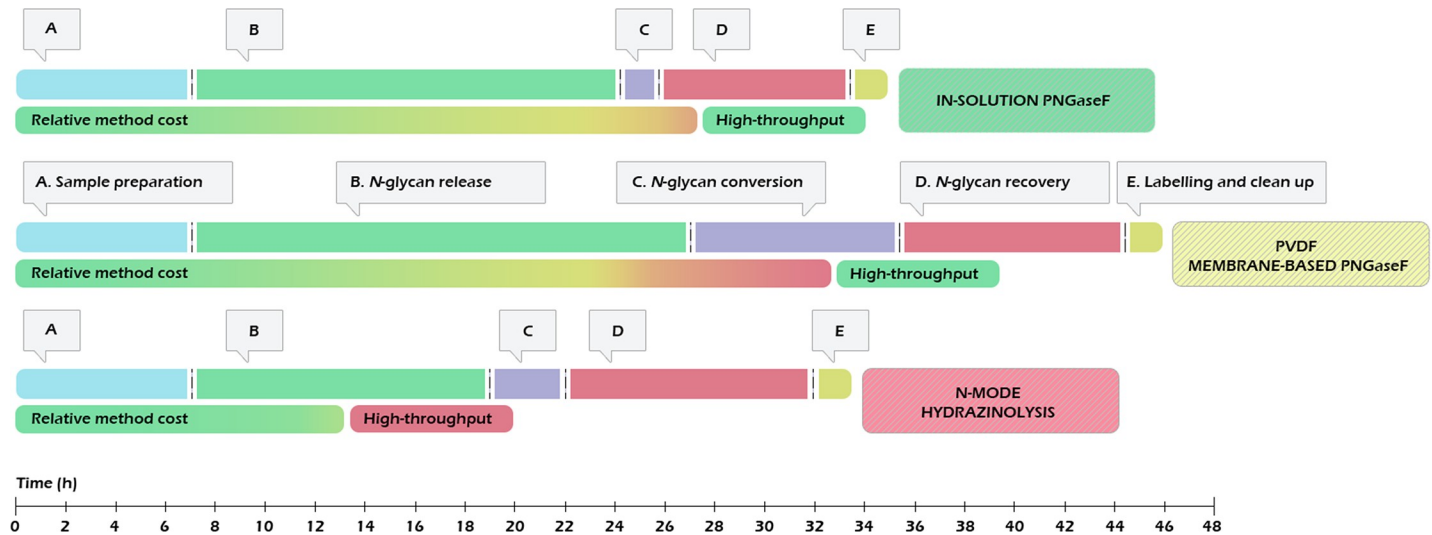 A
B
C
D
E
IN-SOLUTION PNGaseF
Relative method cost
High-throughput
A. Sample preparation
B. N-glycan release
C. N-glycan conversion
D. N-glycan recovery
E. Labelling and clean up
PVDF
MEMBRANE-BASED PNGaseF
Relative method cost
High-throughput
A
B
C
D
E
N-MODE
HYDRAZINOLYSIS
Relative method cost
High-throughput
Time (h)
0 2 4 6 8 10 12 14 16 18 20 22 24 26 28 30 32 34 36 38 40 42 44 46 48